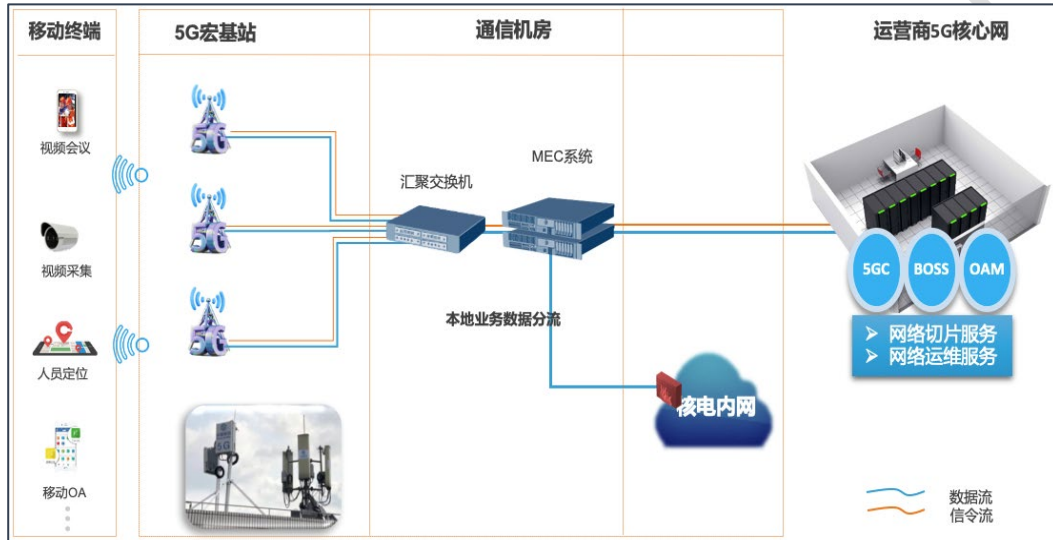 移动终端
5G宏基站
通信机房
运营商5G核心网
视频会议
视频采集
人员定位
移动OA
5G
5G
5G
5G
汇聚交换机
MEC系统
本地业务数据分流
核电内网
5GC
BOSS
OAM
➢ 网络切片服务
➢ 网络运维服务
数据流
信令流